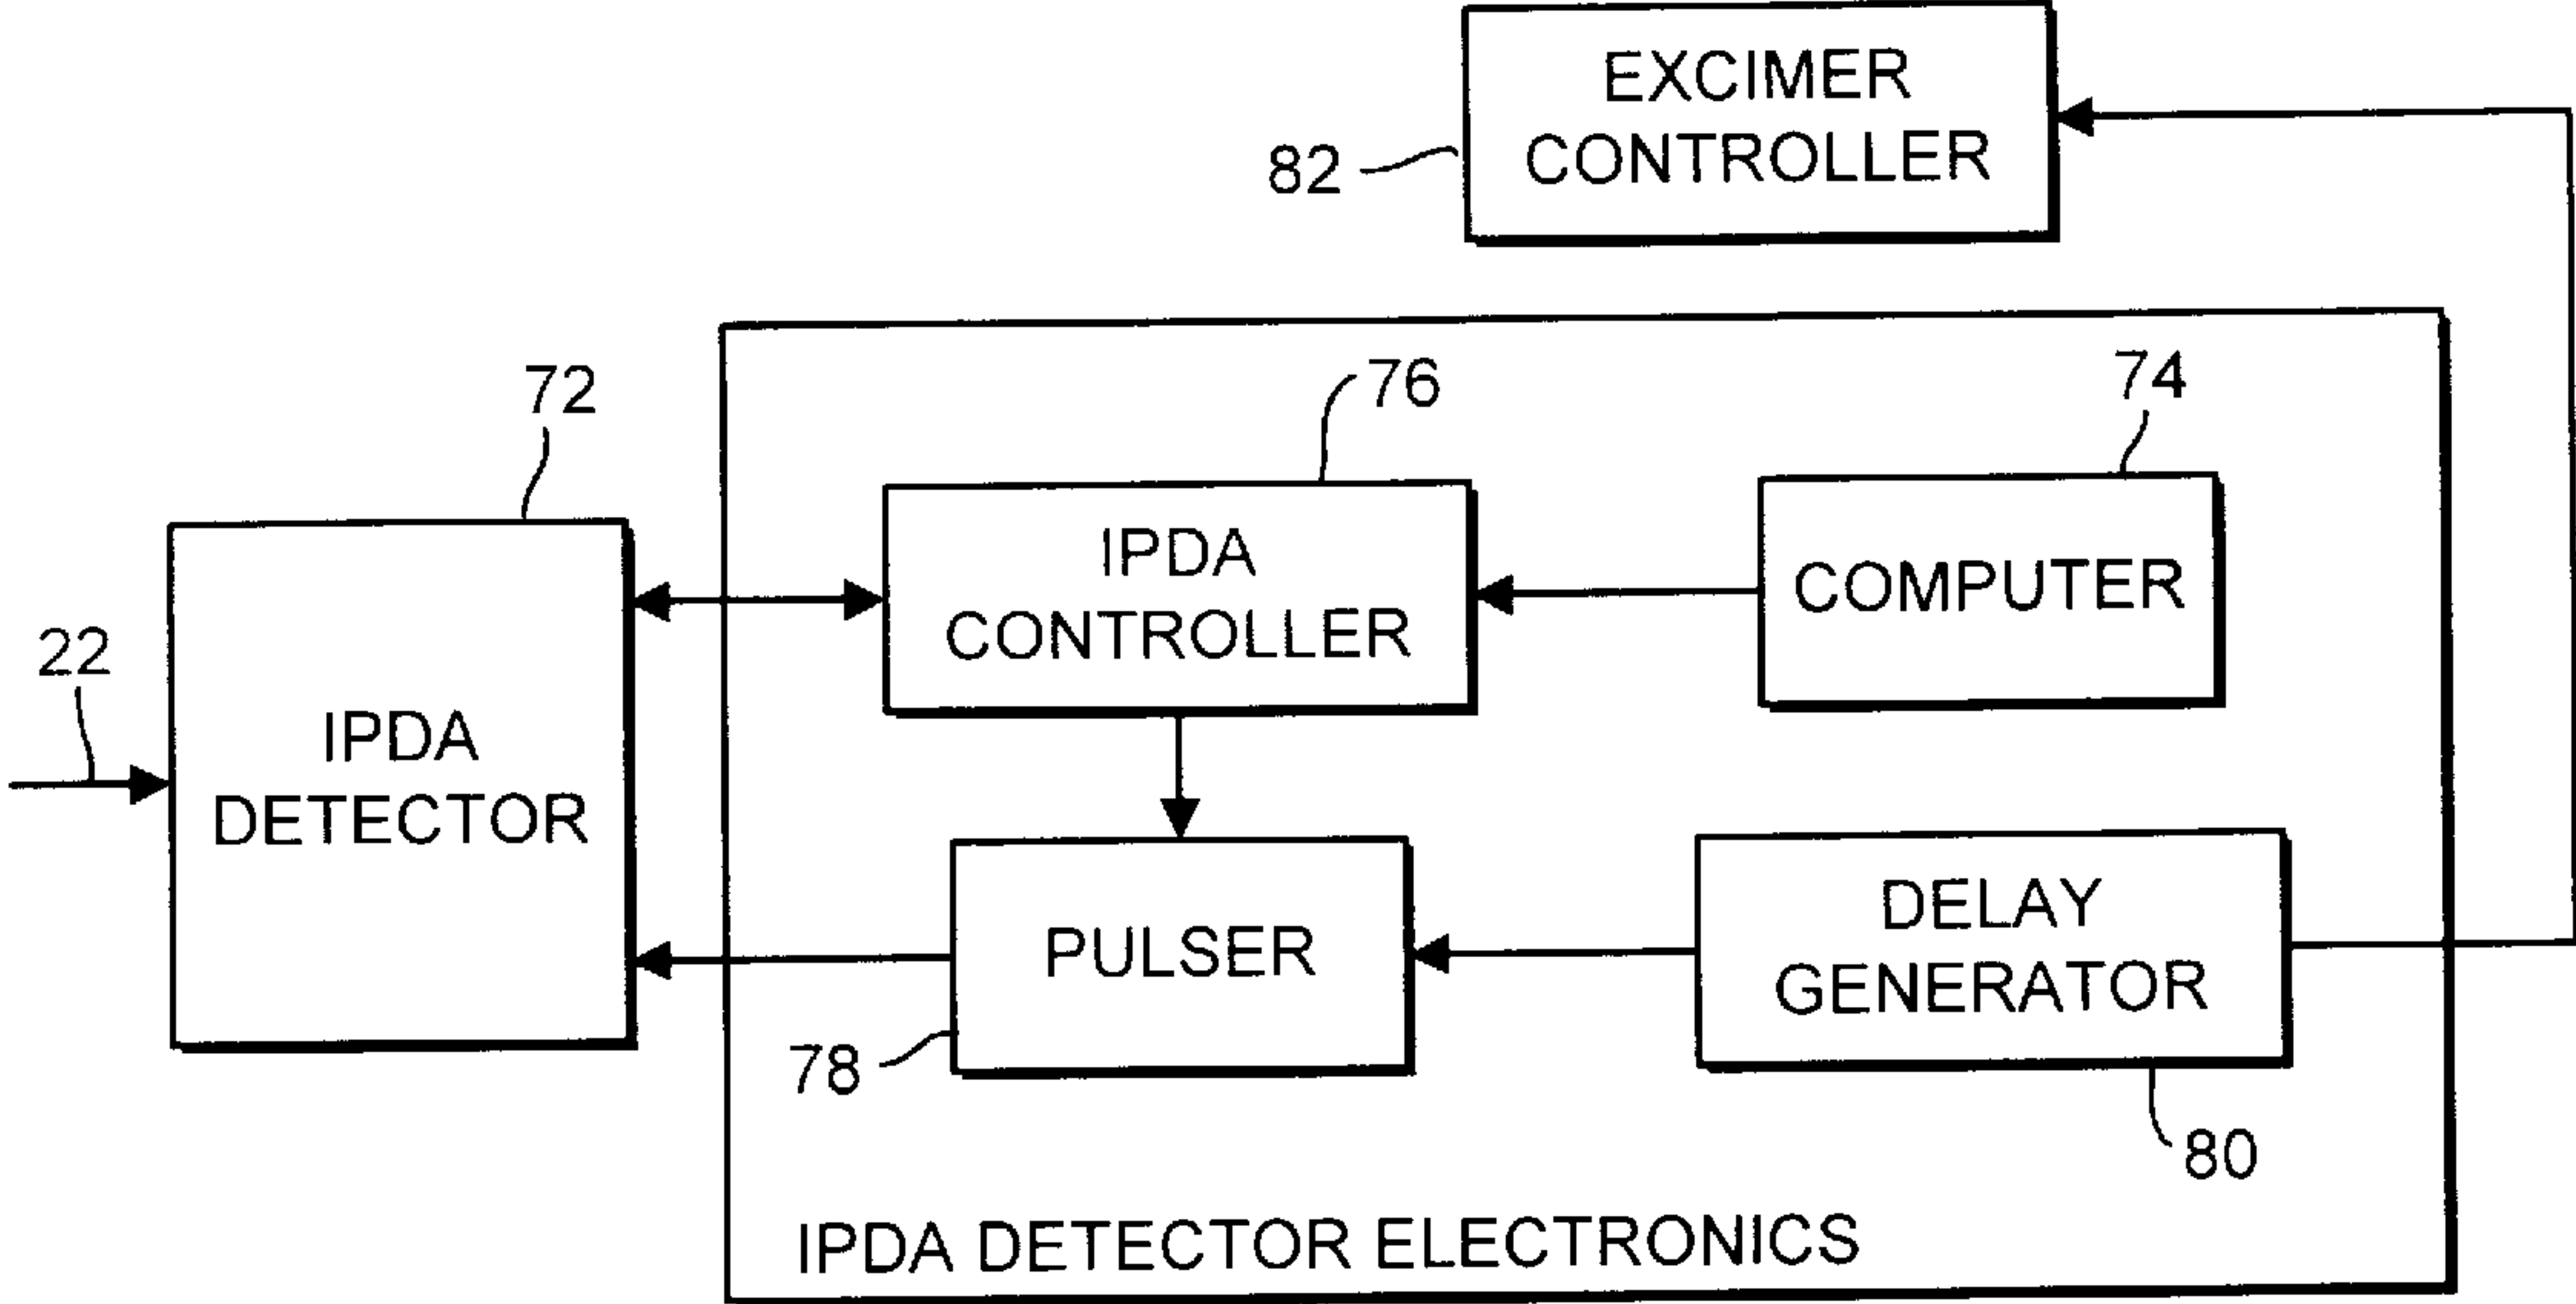 EXCIMER
CONTROLLER
82
72
76
74
IPDA
CONTROLLER
COMPUTER
22
IPDA
DETECTOR
PULSER
DELAY
GENERATOR
78
80
IPDA DETECTOR ELECTRONICS